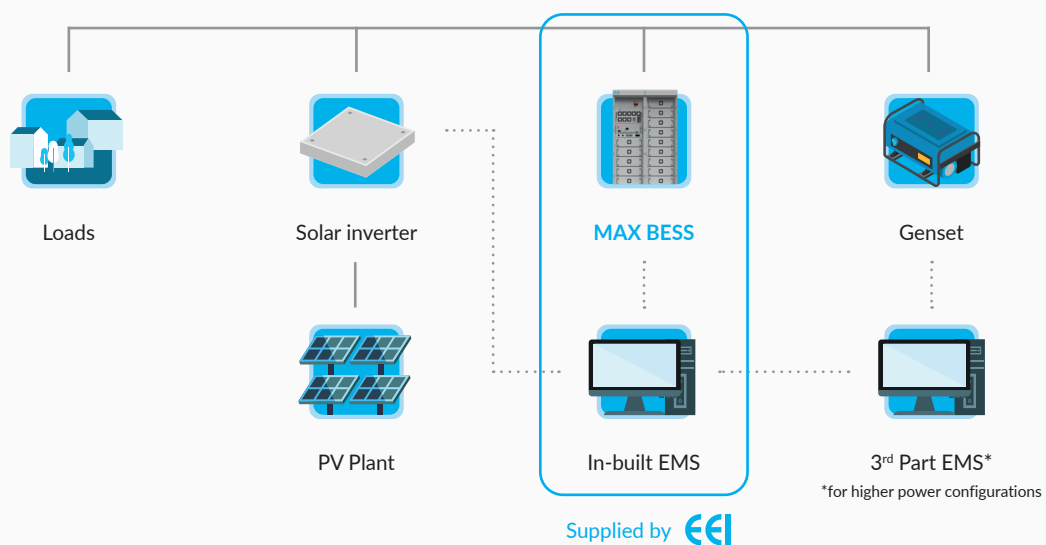 Loads
Solar inverter
MAX BESS
Genset
PV Plant
In-built EMS
3rd Part EMS*
*for higher power configurations
Supplied by EEI